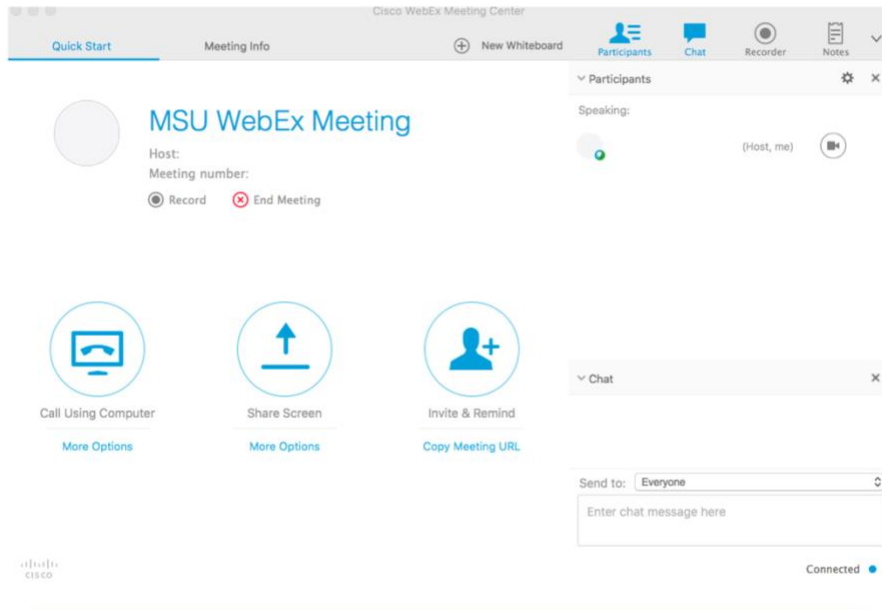 Cisco WebEx Meeting Center
Quick Start Meeting Info New Whiteboard Participants Chat Recorder Notes
Participants
MSU WebEx Meeting
Speaking:
Host:
(Host, me)
Meeting number:
Record End Meeting
Chat
Call Using Computer Share Screen Invite & Remind
More Options More Options Copy Meeting URL
Send to: Everyone
Enter chat message here
CISCO
Connected